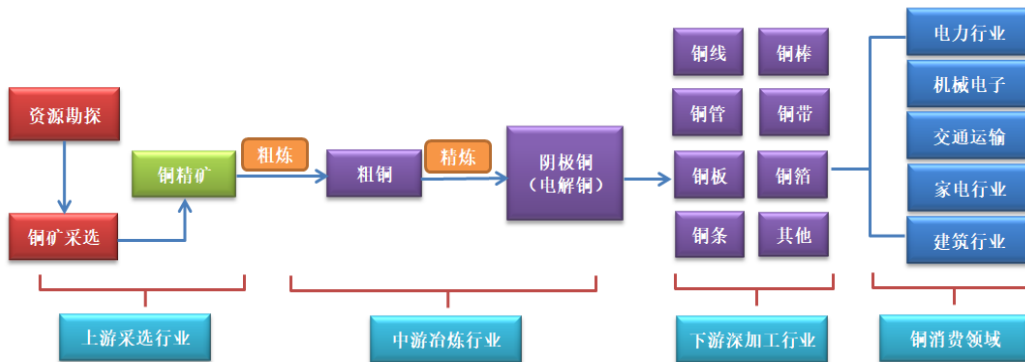 资源勘探
铜矿采选
铜精矿
粗炼
粗铜
精炼
阴极铜
(电解铜)
铜线
铜棒
铜管
铜带
铜板
铜箔
铜条
其他
电力行业
机械电子
交通运输
家电行业
建筑行业
上游采选行业
中游冶炼行业
下游深加工行业
铜消费领域